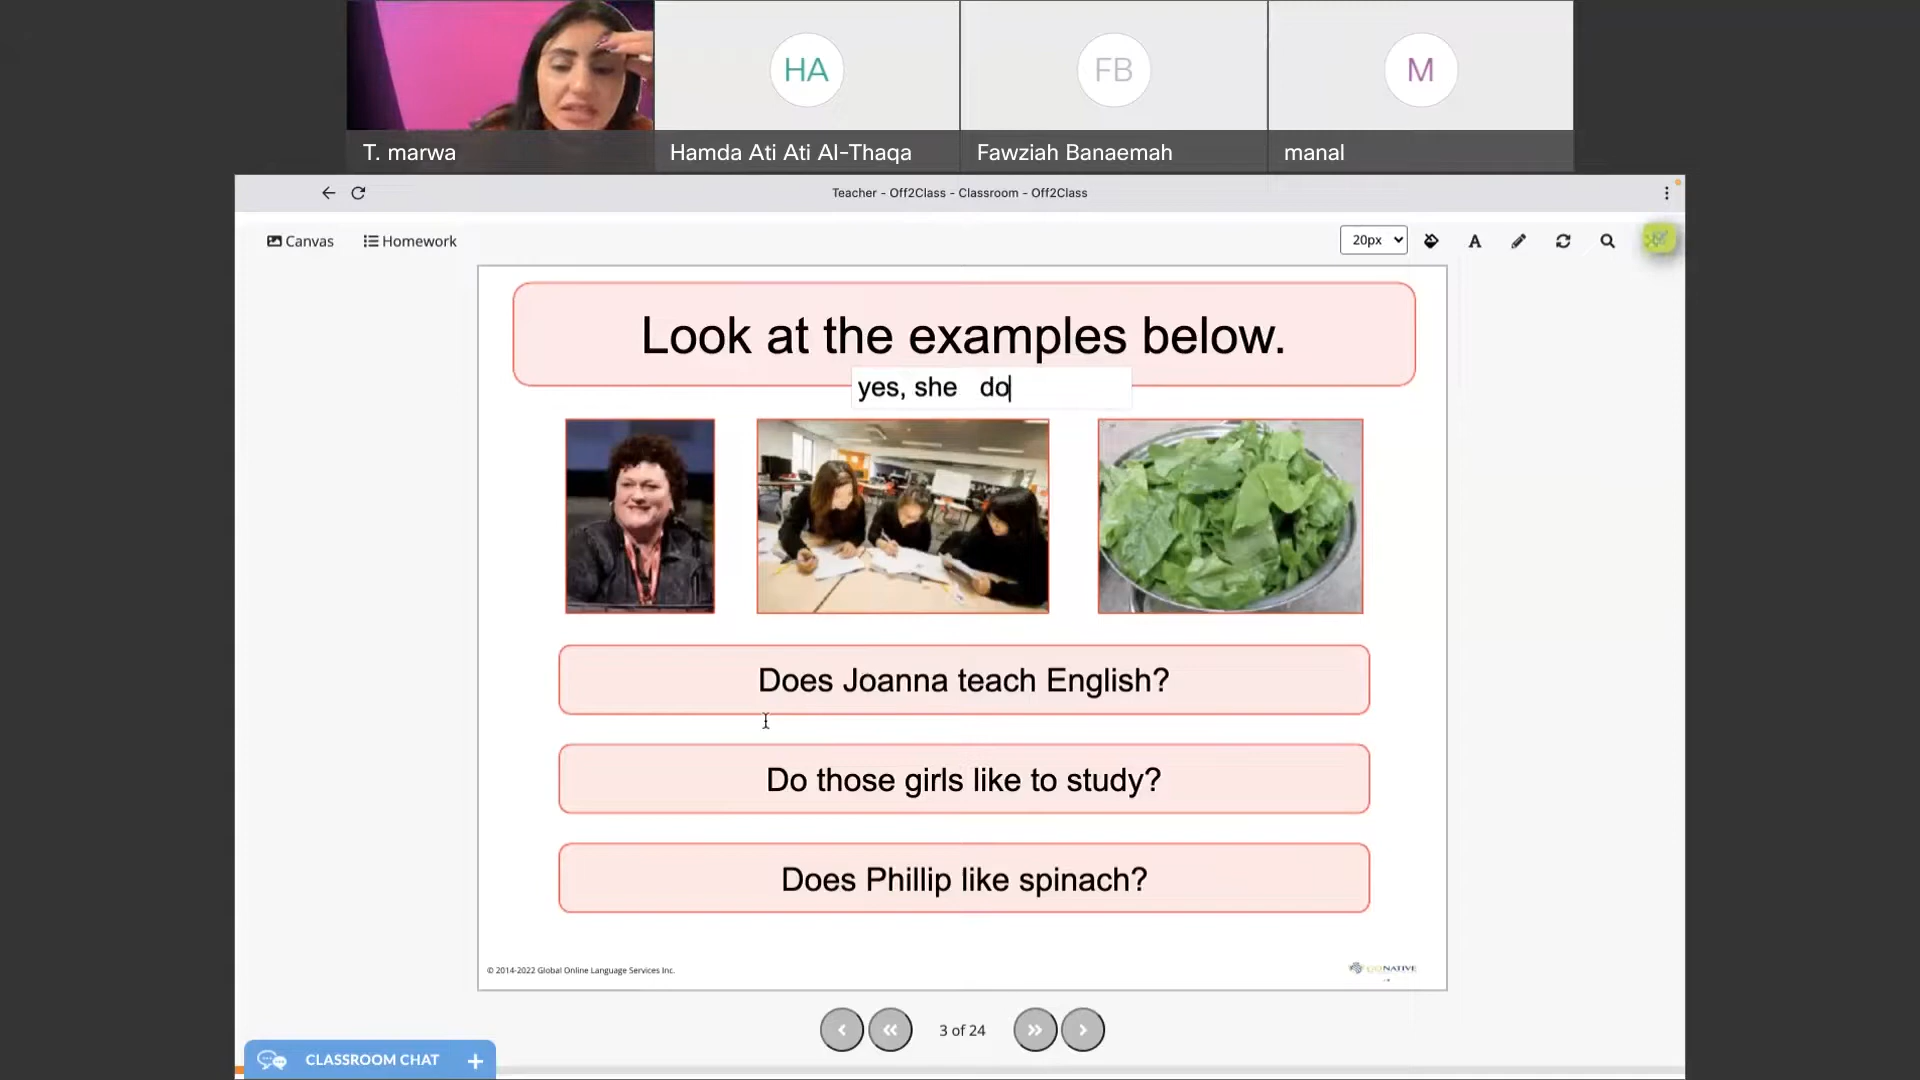 HA
FB
M
T. marwa
Hamda Ati Ati Al-Thaqa
Fawziah Banaemah
manal
Teacher - Off2Class - Classroom - Off2Class
Canvas
Homework
20px
A
Look at the examples below.
yes, she do
Does Joanna teach English?
Do those girls like to study?
Does Phillip like spinach?
© 2014-2022 Global Online Language Services Inc.
GONATIVE
3 of 24
CLASSROOM CHAT +